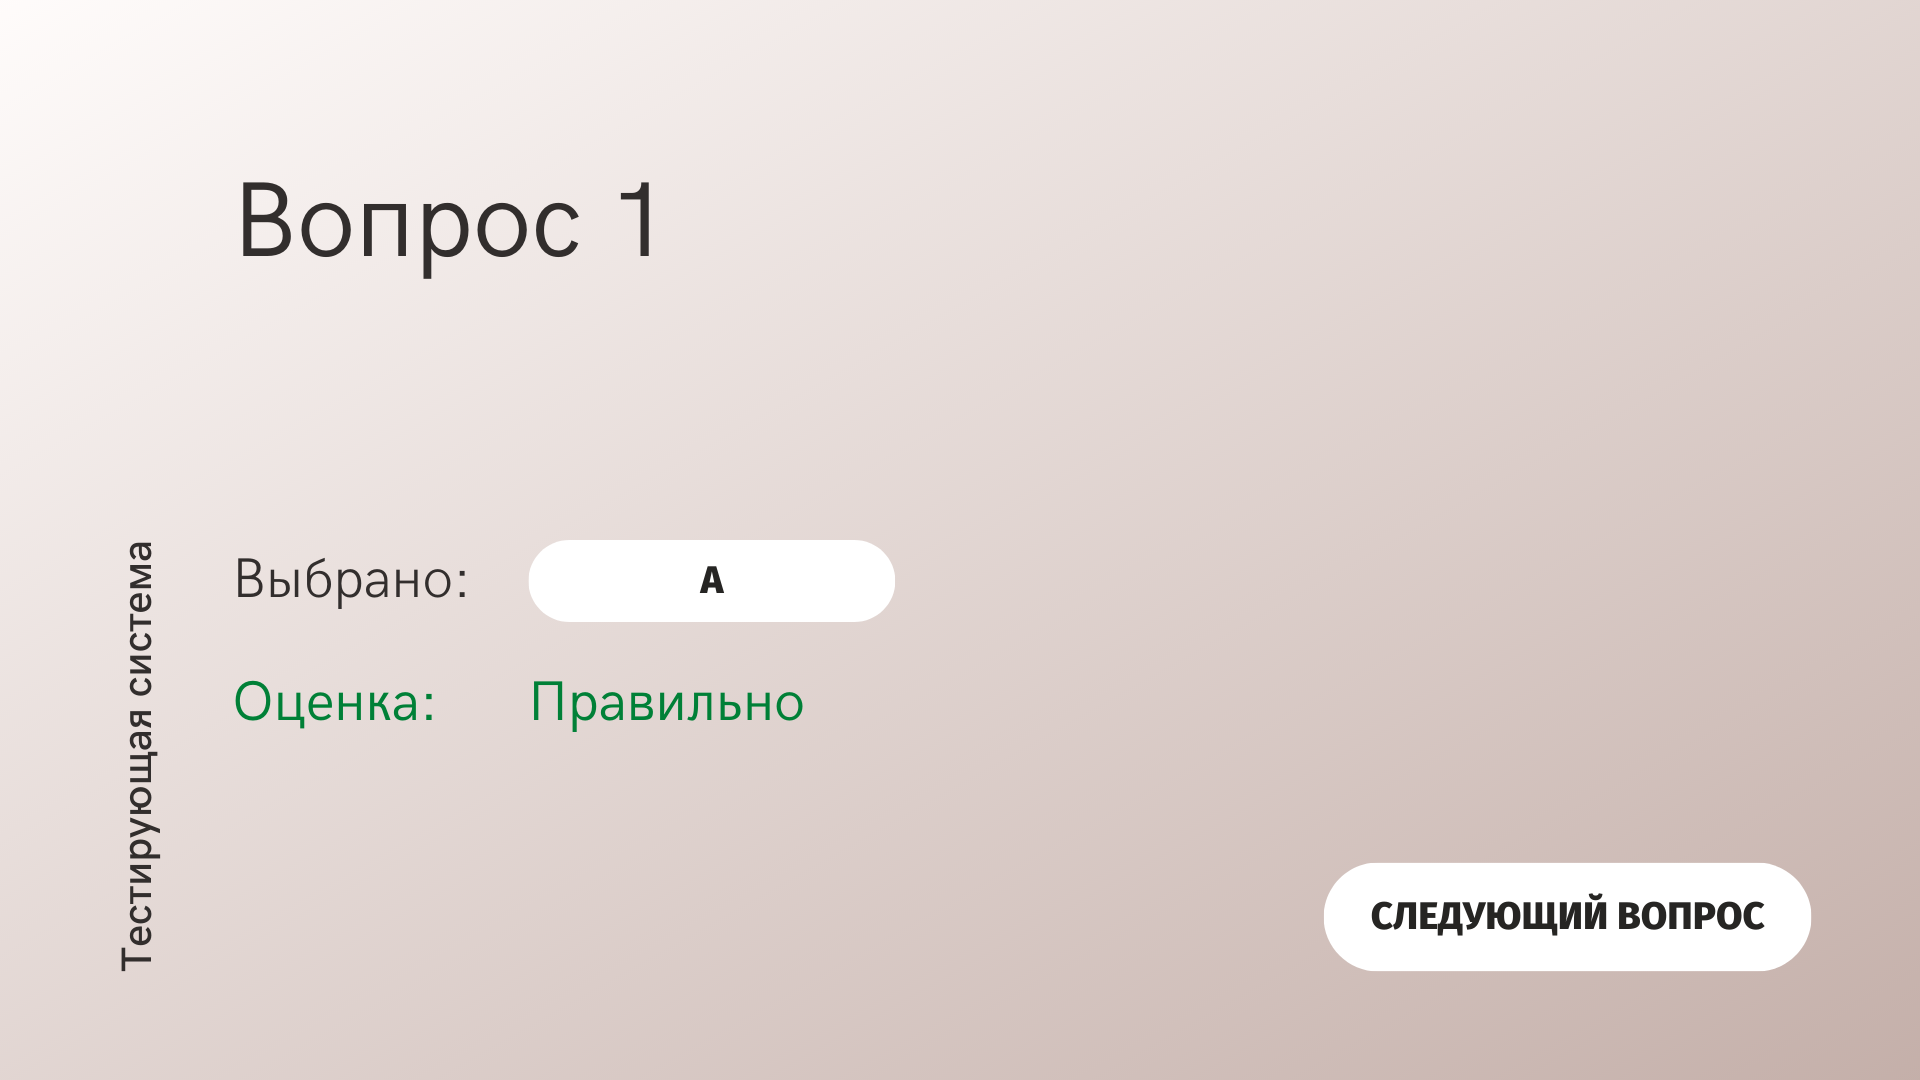 Вопрос 1
Выбрано:
А
Оценка:
Правильно
Тестирующая система
СЛЕДУЮЩИЙ ВОПРОС